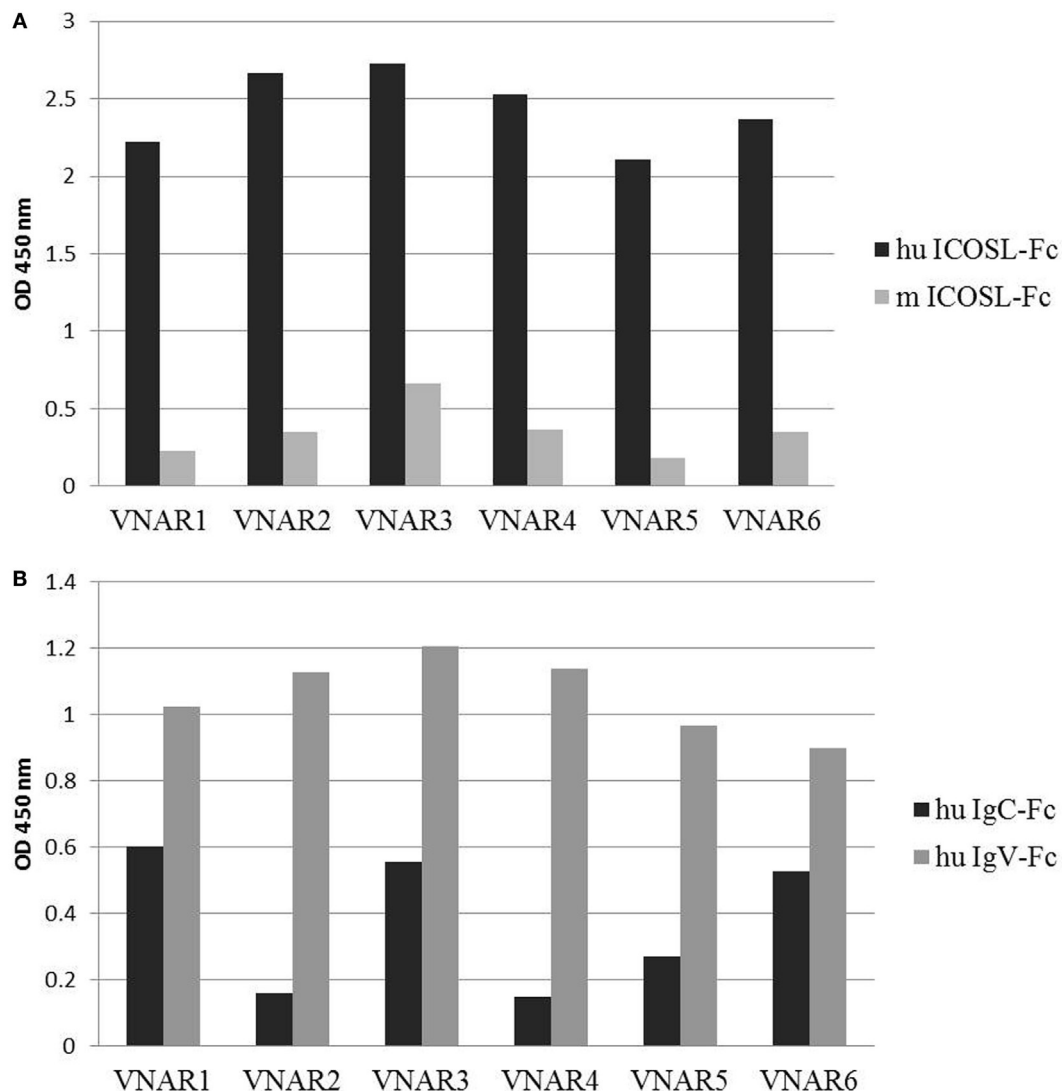 A
3
2.5
2
1.5
1
0.5
0
OD 450 nm
VNAR1 VNAR2 VNAR3 VNAR4 VNAR5 VNAR6
hu ICOSL-Fc
m ICOSL-Fc
B
1.4
1.2
1
0.8
0.6
0.4
0.2
0
OD 450 nm
VNAR1 VNAR2 VNAR3 VNAR4 VNAR5 VNAR6
hu IgC-Fc
hu IgV-Fc